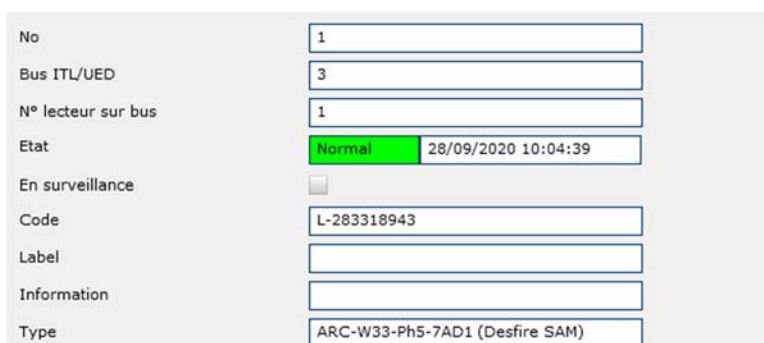 No 1
Bus ITL/UED 3
N° lecteur sur bus 1
Etat Normal 28/09/2020 10:04:39
En surveillance
Code L-283318943
Label
Information
Type ARC-W33-Ph5-7AD1 (Desfire SAM)